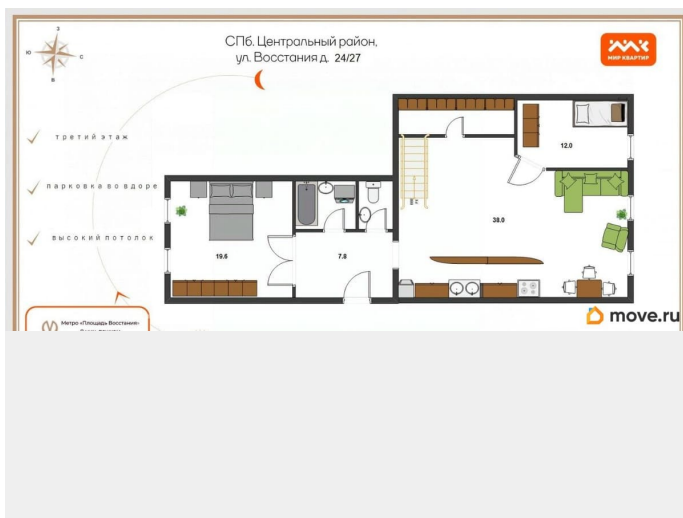 СПб, Центральный район,
ул. Восстания д. 24/27
МИР КВАРТИР
З
Ю
С
В
третий этаж
парковка во дворе
высокий потолок
12.0
38.0
19.6
7.8
Метро «Площадь Восстания»
move.ru